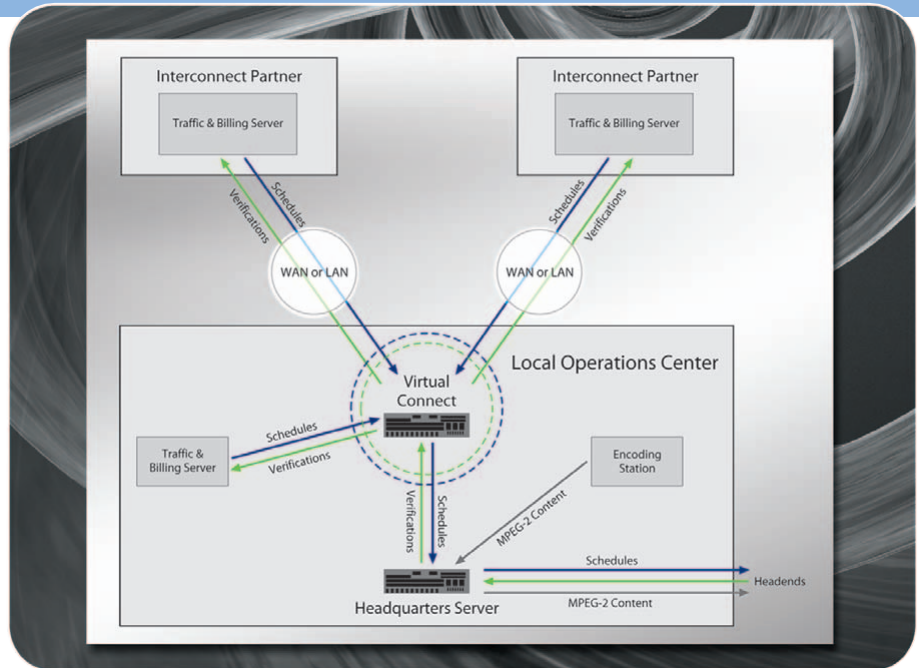 Interconnect Partner
Traffic & Billing Server
Interconnect Partner
Traffic & Billing Server
Verifications
Schedules
Schedules
Verifications
WAN or LAN
WAN or LAN
Local Operations Center
Virtual
Connect
Traffic &
Billing Server
Schedules
Verifications
Encoding
Station
Verifications
Schedules
MPEG-2 Content
Headquarters Server
Schedules
Headends
MPEG-2 Content